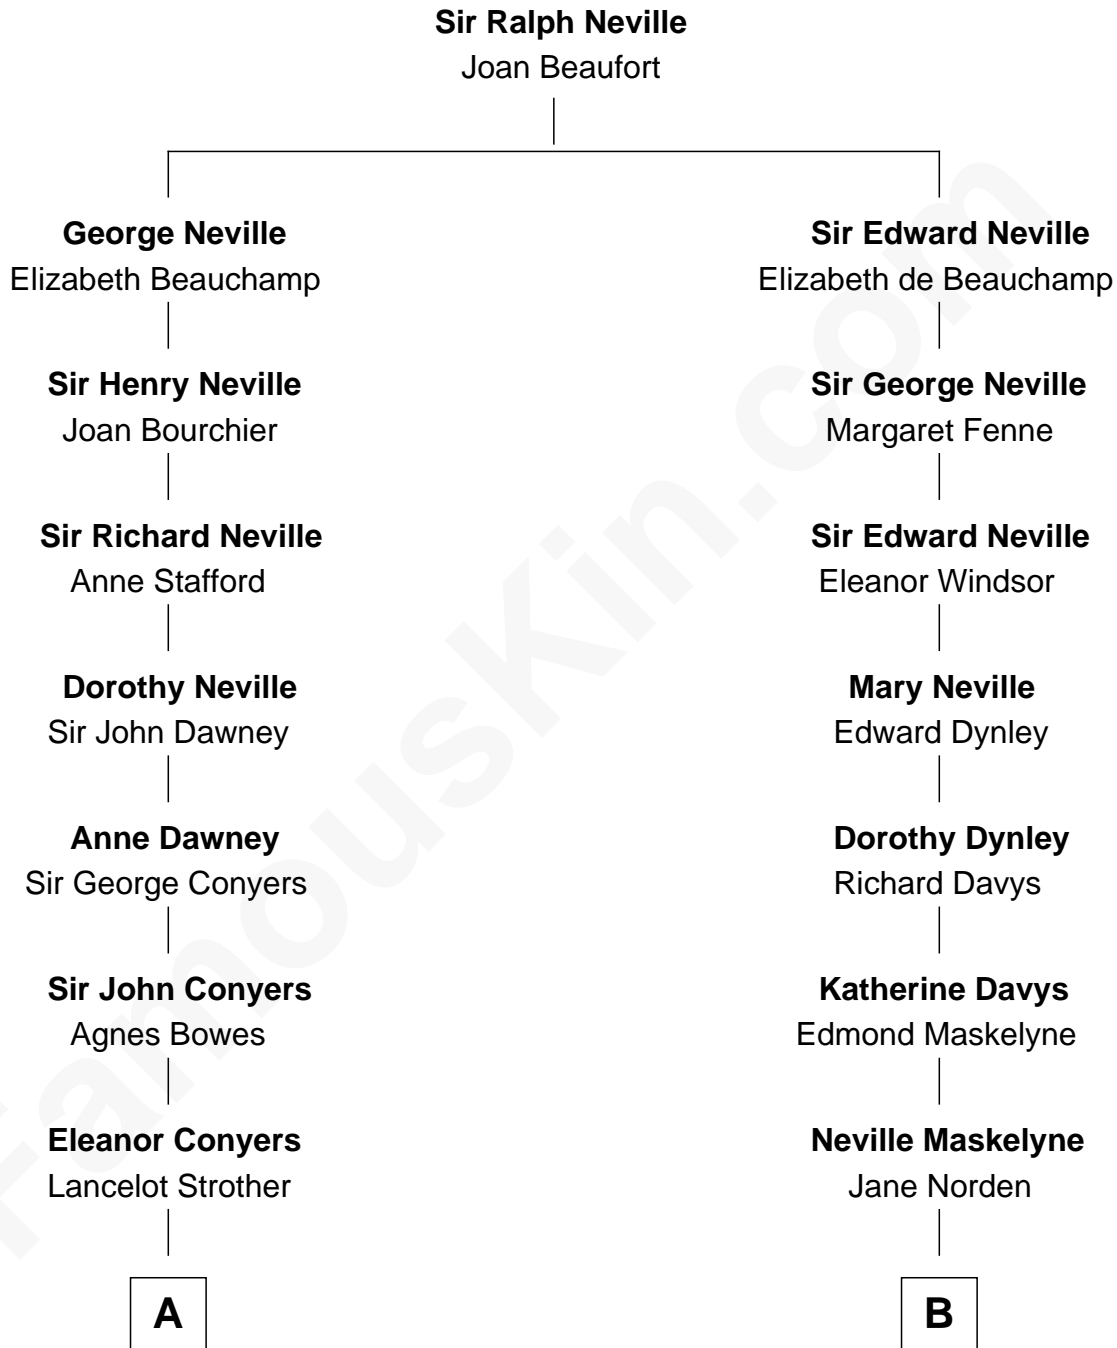 Sir Ralph Neville
Joan Beaufort
George Neville
Elizabeth Beauchamp
Sir Edward Neville
Elizabeth de Beauchamp
Sir Henry Neville
Joan Bourchier
Sir George Neville
Margaret Fenne
Sir Richard Neville
Anne Stafford
Sir Edward Neville
Eleanor Windsor
Dorothy Neville
Sir John Dawney
Mary Neville
Edward Dynley
Anne Dawney
Sir George Conyers
Dorothy Dynley
Richard Davys
Sir John Conyers
Agnes Bowes
Katherine Davys
Edmond Maskelyne
Eleanor Conyers
Lancelot Strother
Neville Maskelyne
Jane Norden
A
B
FamousKin.com